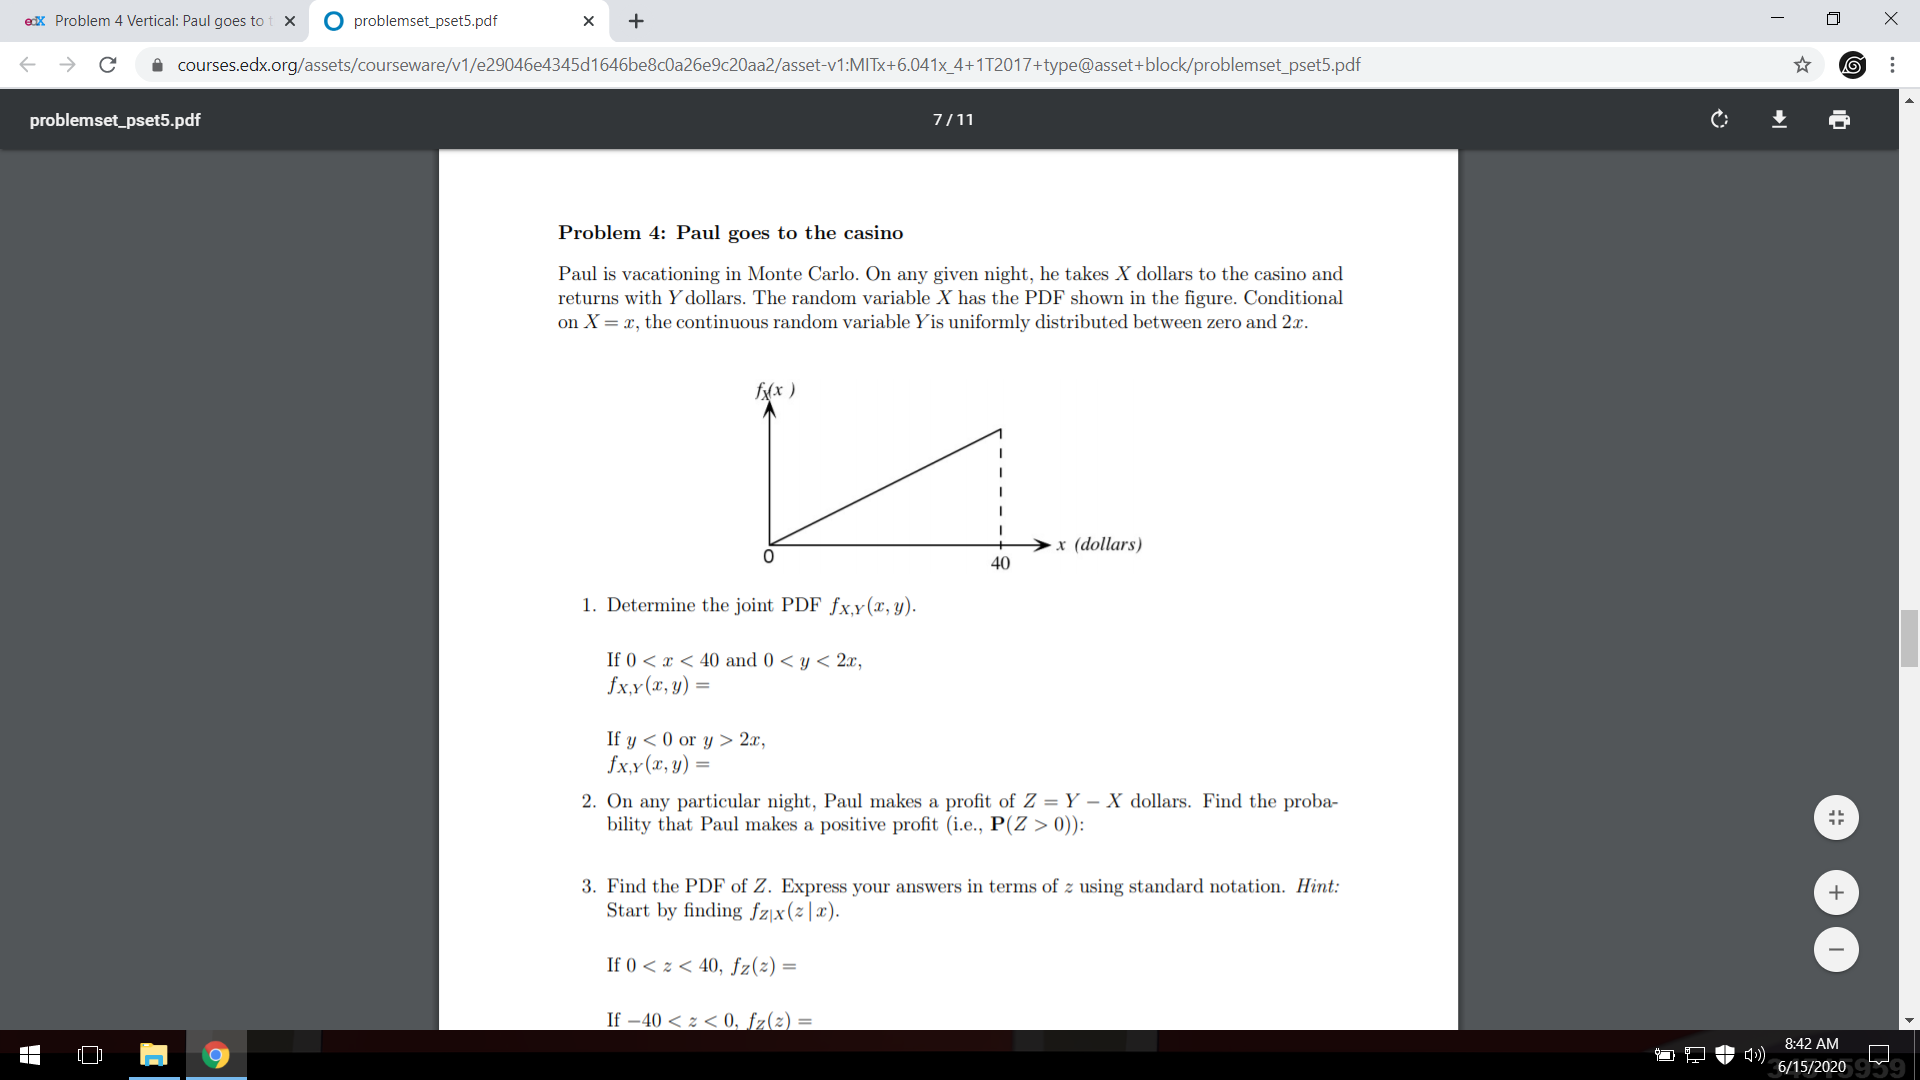 Problem 4 Vertical: Paul goes to t
problemset_pset5.pdf
courses.edx.org/assets/courseware/v1/e29046e4345d1646be8c0a26e9c20aa2/asset-v1:MITx+6.041x_4+1T2017+type@asset+block/problemset_pset5.pdf
problemset_pset5.pdf
7 / 11
Problem 4: Paul goes to the casino
Paul is vacationing in Monte Carlo. On any given night, he takes X dollars to the casino and
returns with Y dollars. The random variable X has the PDF shown in the figure. Conditional
on X = x, the continuous random variable Y is uniformly distributed between zero and 2x.
f_X(x)
x (dollars)
0
40
1. Determine the joint PDF f_{X,Y}(x, y).
If 0 < x < 40 and 0 < y < 2x,
f_{X,Y}(x, y) =
If y < 0 or y > 2x,
f_{X,Y}(x, y) =
2. On any particular night, Paul makes a profit of Z = Y − X dollars. Find the proba-
bility that Paul makes a positive profit (i.e., P(Z > 0)):
3. Find the PDF of Z. Express your answers in terms of z using standard notation. Hint:
Start by finding f_{Z|X}(z | x).
If 0 < z < 40, f_Z(z) =
If −40 < z < 0, f_Z(z) =
8:42 AM
6/15/2020